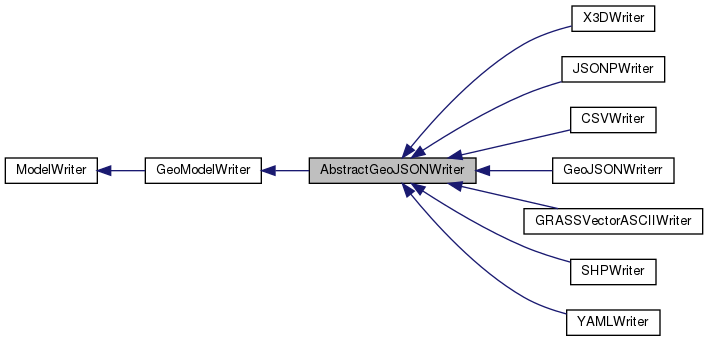 X3DWriter
JSONPWriter
CSVWriter
ModelWriter
GeoModelWriter
AbstractGeoJSONWriter
GeoJSONWriterr
GRASSVectorASCIIWriter
SHPWriter
YAMLWriter